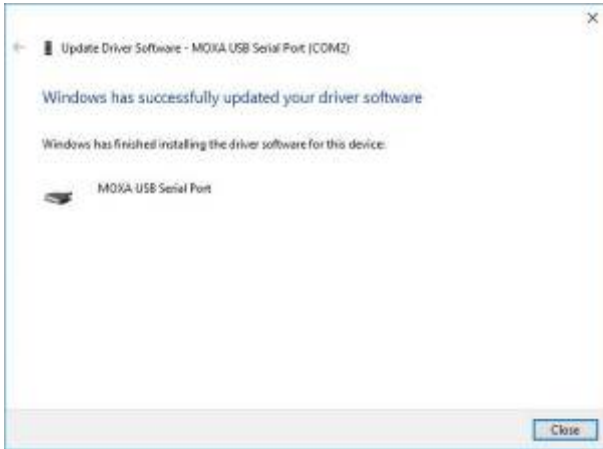 Update Driver Software - MOXA USB Serial Port (COM2)
Windows has successfully updated your driver software
Windows has finished installing the driver software for this device:
MOXA USB Serial Port
Close